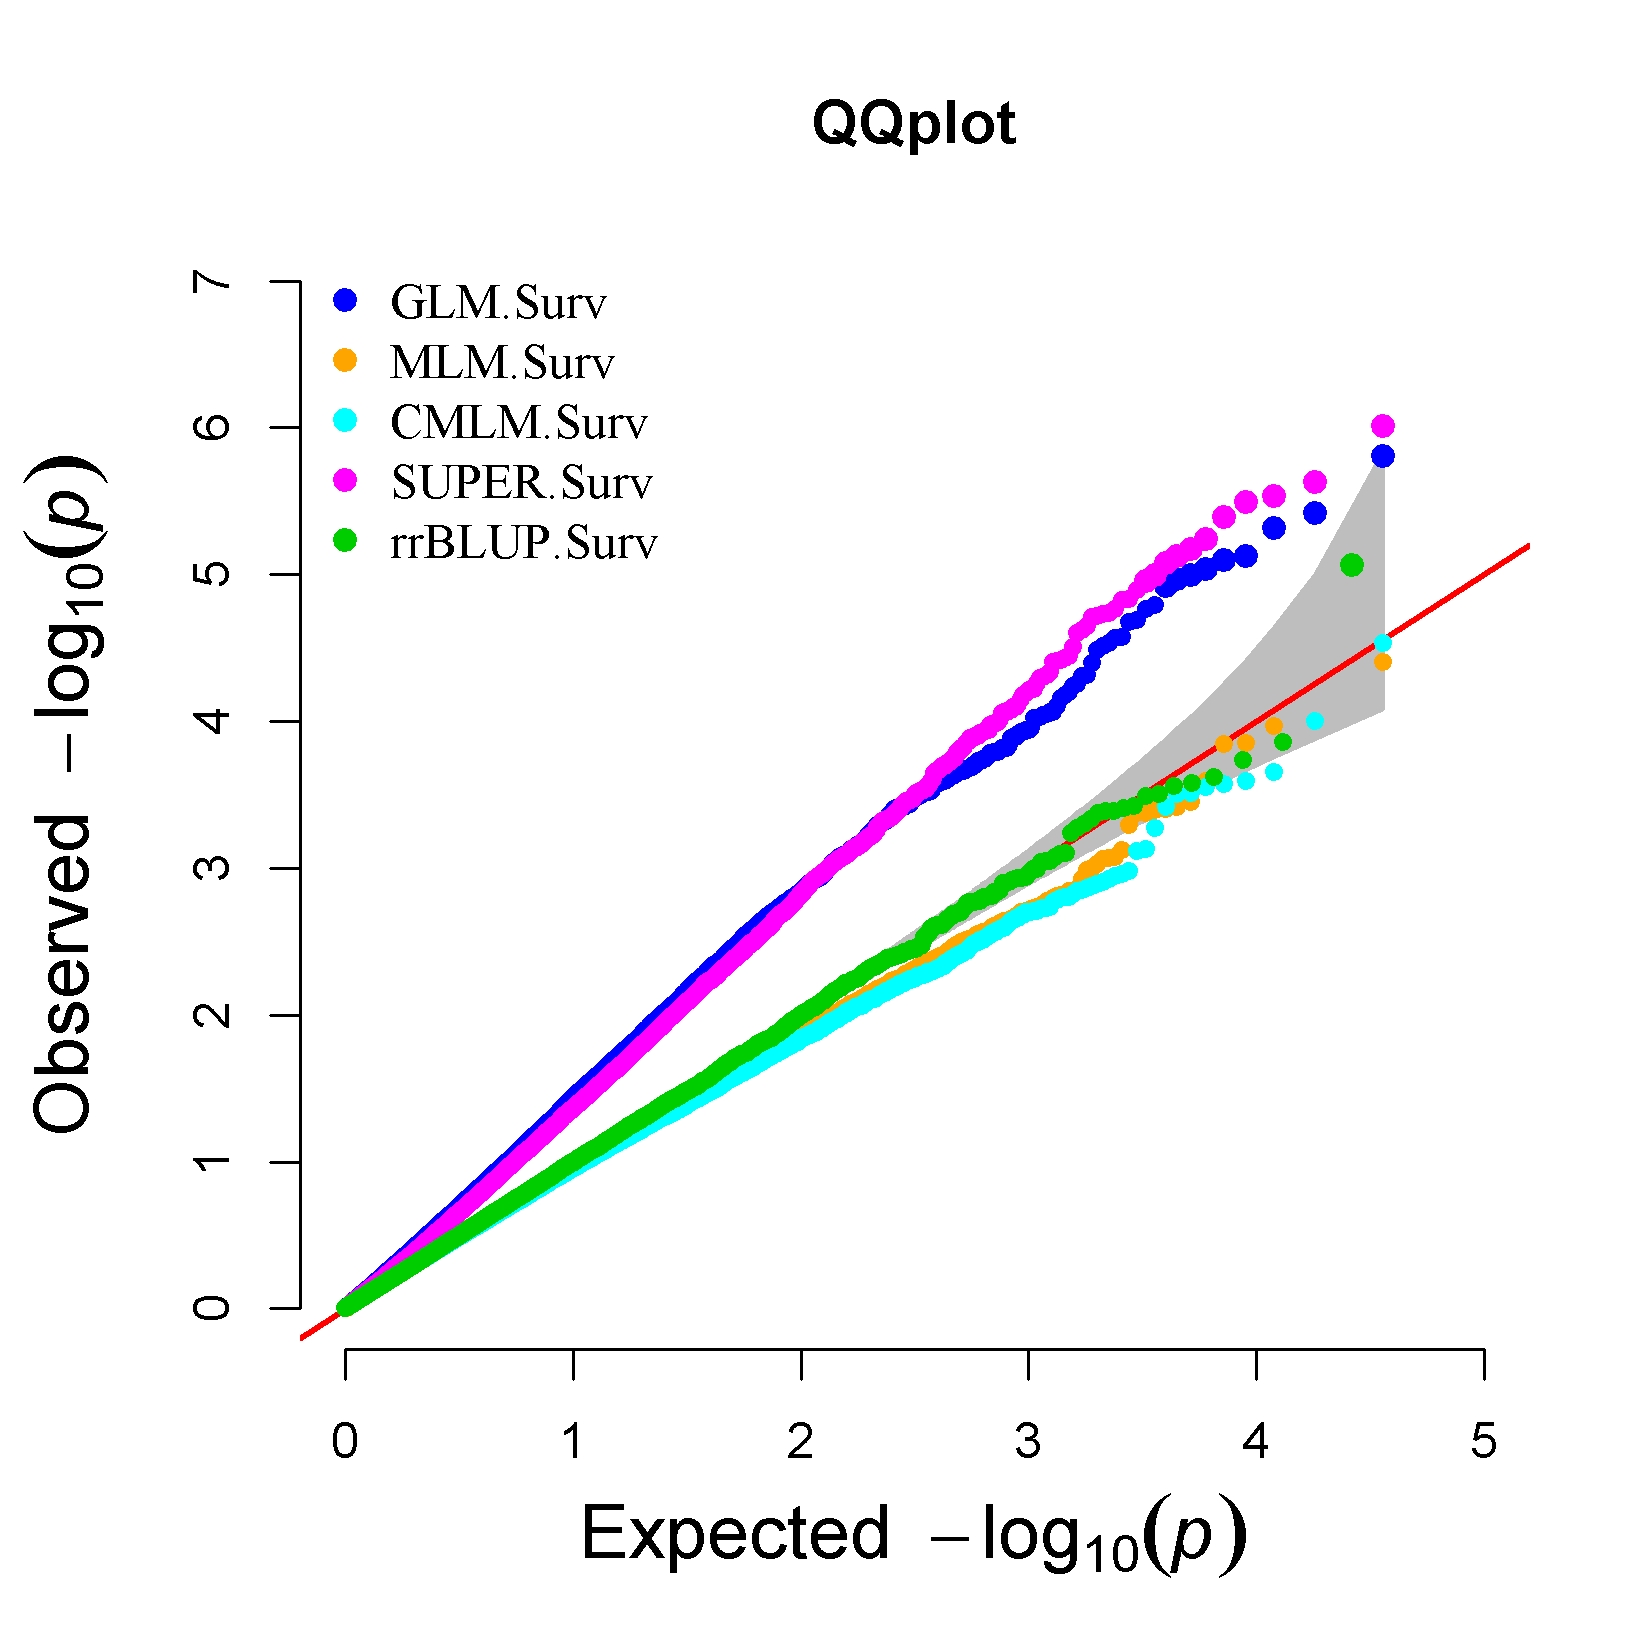 QQplot
GLM.Surv
MLM.Surv
CMLM.Surv
SUPER.Surv
rrBLUP.Surv
7
6
5
4
3
2
1
0
Observed −log10(p)
0 1 2 3 4 5
Expected −log10(p)